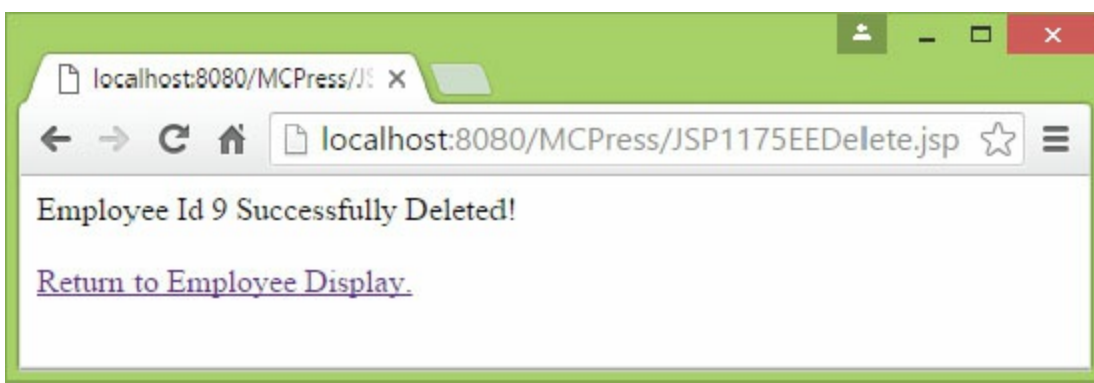 localhost:8080/MCPress/JS
localhost:8080/MCPress/JSP1175EEDelete.jsp
Employee Id 9 Successfully Deleted!
Return to Employee Display.